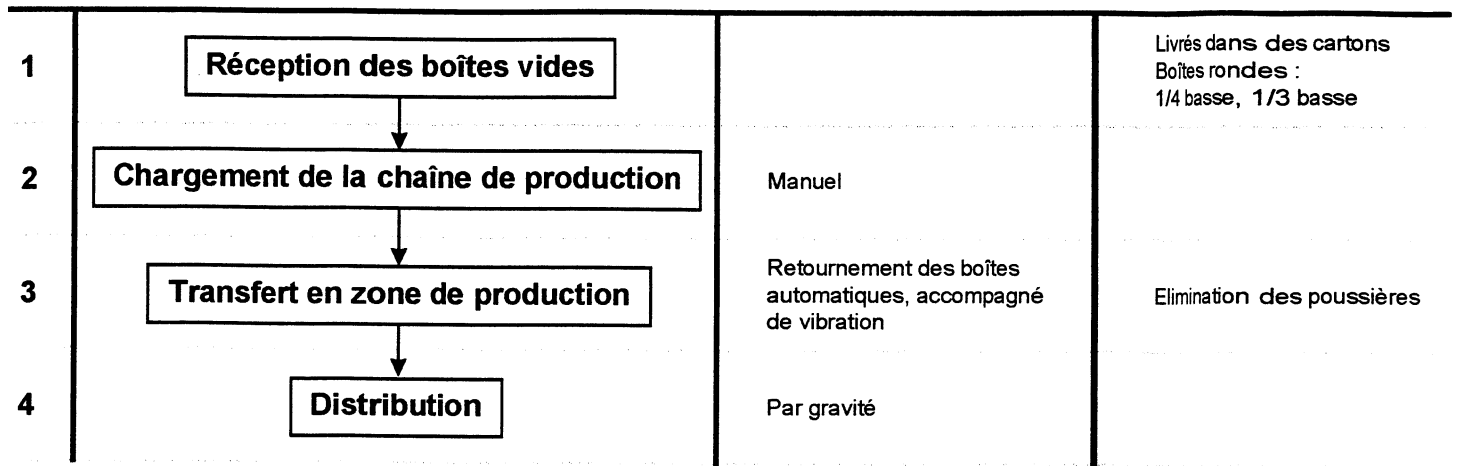 1
Réception des boîtes vides
Livrés dans des cartons
Boîtes rondes :
1/4 basse, 1/3 basse
2
Chargement de la chaîne de production
Manuel
3
Transfert en zone de production
Retournement des boîtes
automatiques, accompagné
de vibration
Elimination des poussières
4
Distribution
Par gravité